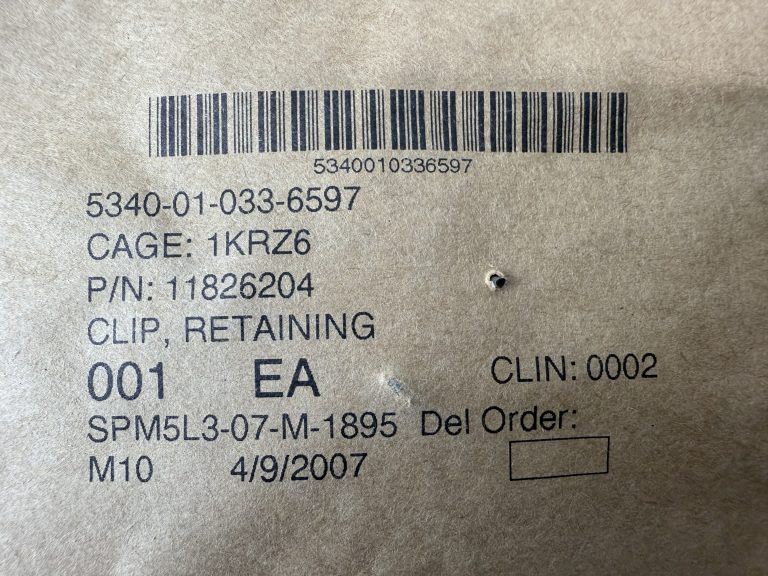 5340010336597
5340-01-033-6597
CAGE: 1KRZ6
P/N: 11826204
CLIP, RETAINING
001 EA CLIN: 0002
SPM5L3-07-M-1895 Del Order:
M10 4/9/2007